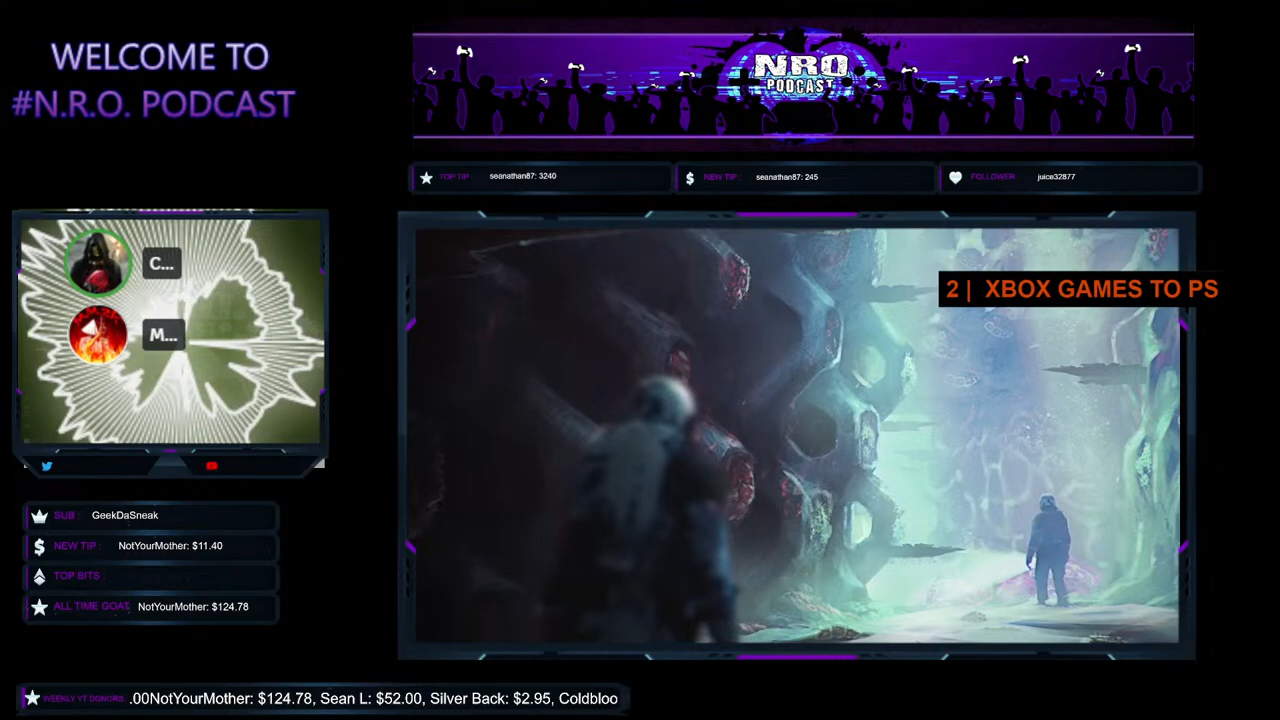 WELCOME TO
#N.R.O. PODCAST
NRO
PODCAST
TOP TIP seanathan87: 3240
NEW TIP: seanathan87: 245
FOLLOWER: juice32877
C...
M...
2 | XBOX GAMES TO PS
SUB: GeekDaSneak
NEW TIP: NotYourMother: $11.40
TOP BITS:
ALL TIME GOAT: NotYourMother: $124.78
WEEKLY YT DONORS: .00NotYourMother: $124.78, Sean L: $52.00, Silver Back: $2.95, Coldbloo